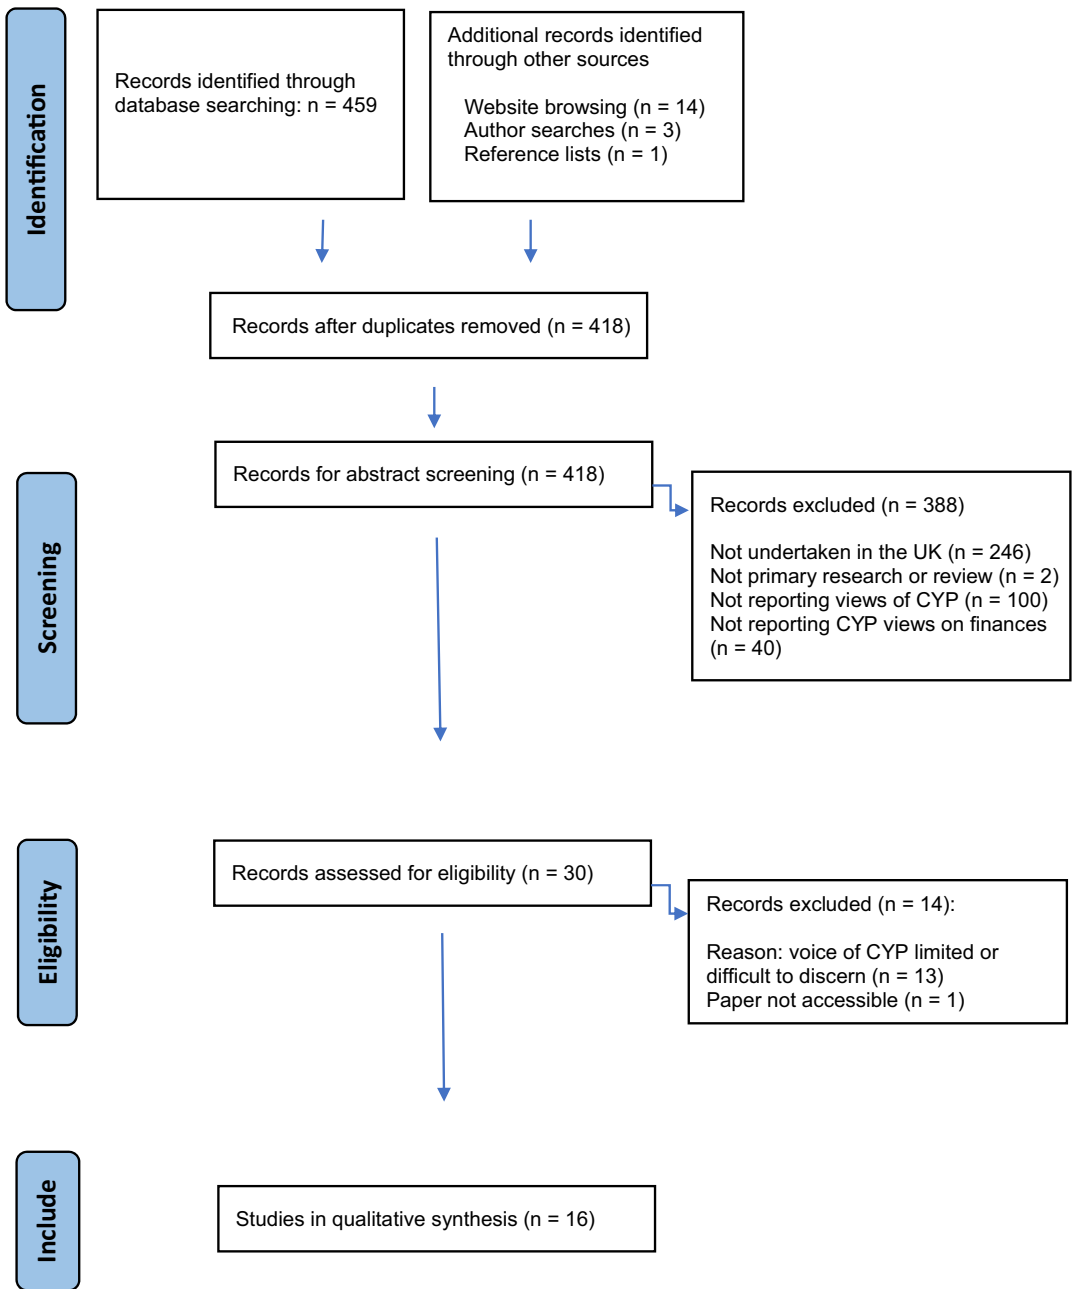 Identification
Records identified through
database searching: n = 459
Additional records identified
through other sources
Website browsing (n = 14)
Author searches (n = 3)
Reference lists (n = 1)
Records after duplicates removed (n = 418)
Screening
Records for abstract screening (n = 418)
Records excluded (n = 388)
Not undertaken in the UK (n = 246)
Not primary research or review (n = 2)
Not reporting views of CYP (n = 100)
Not reporting CYP views on finances
(n = 40)
Eligibility
Records assessed for eligibility (n = 30)
Records excluded (n = 14):
Reason: voice of CYP limited or
difficult to discern (n = 13)
Paper not accessible (n = 1)
Include
Studies in qualitative synthesis (n = 16)